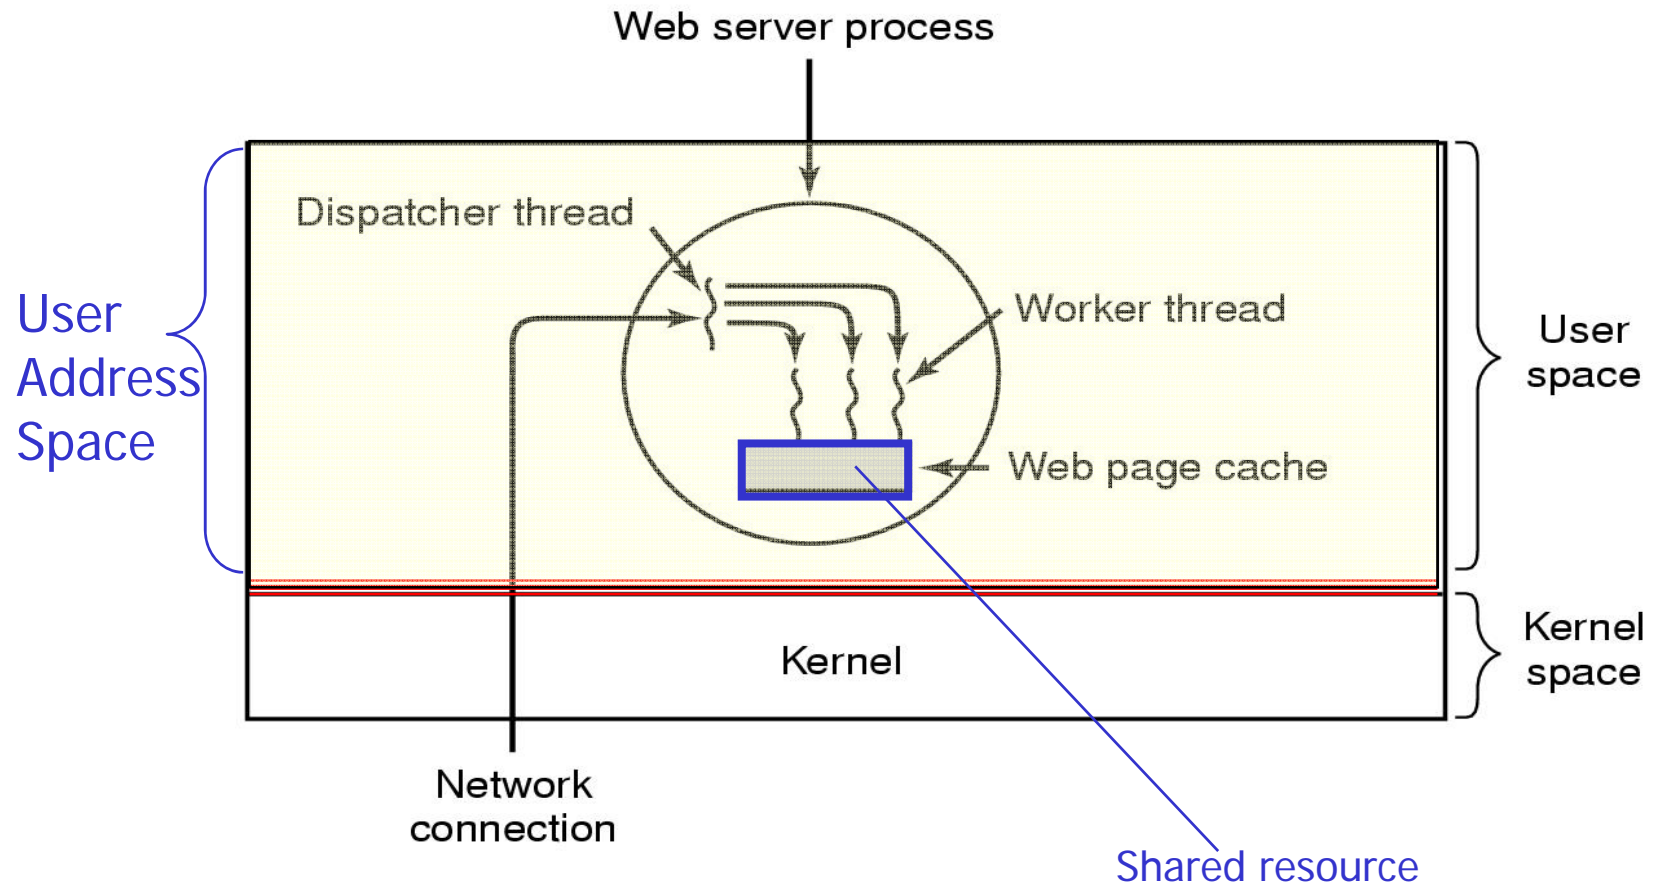 Web server process
Dispatcher thread
User
Address
Space
Worker thread
User
space
Web page cache
Kernel
Kernel
space
Network
connection
Shared resource